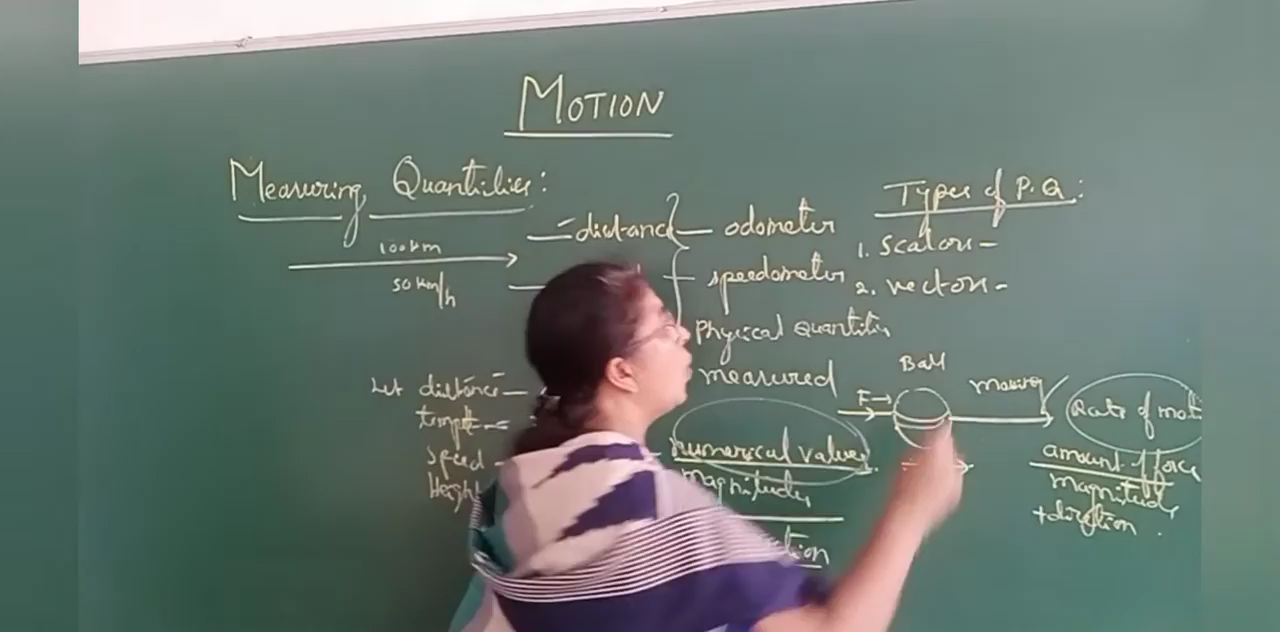 MOTION
Measuring Quantities:
100km
50 km/h
distance
odometer
speedometer
Physical Quantities
measured
Types of P.Q:
1. Scalars -
2. Vectors -
Let distance -
speed -
Height
numerical values
magnitude
Ball
F→
moving
Rate of mot
amount of force
magnitude
+direction.